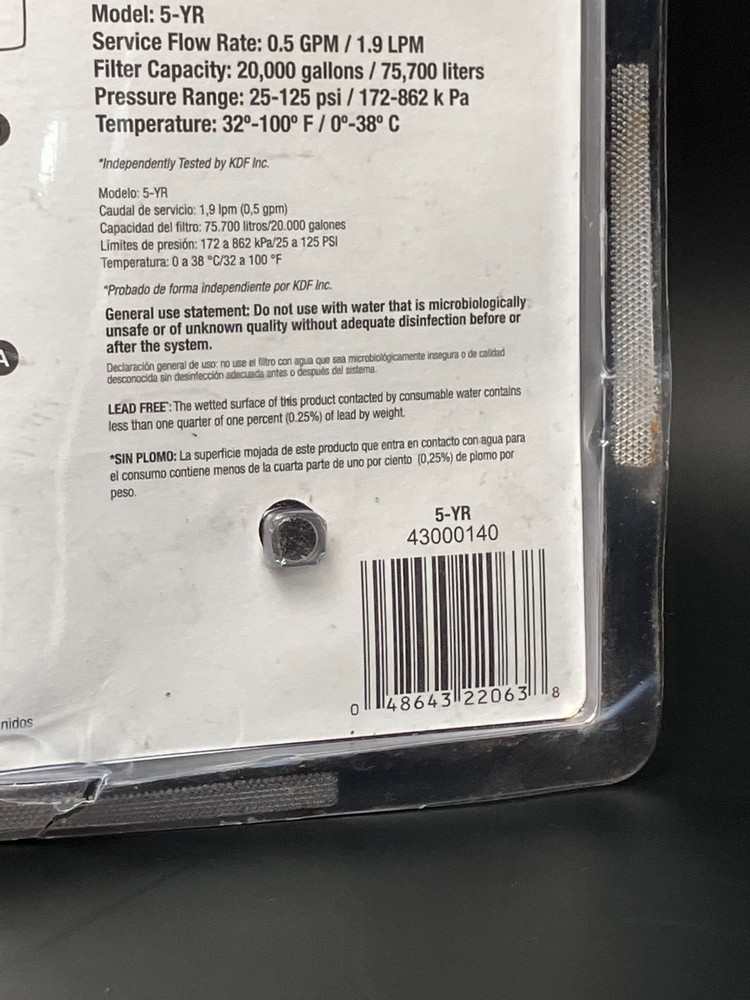 Model: 5-YR
Service Flow Rate: 0.5 GPM / 1.9 LPM
Filter Capacity: 20,000 gallons / 75,700 liters
Pressure Range: 25-125 psi / 172-862 k Pa
Temperature: 32º-100º F / 0º-38º C
*Independently Tested by KDF Inc.
Modelo: 5-YR
Caudal de servicio: 1,9 lpm (0,5 gpm)
Capacidad del filtro: 75.700 litros/20.000 galones
Límites de presión: 172 a 862 kPa/25 a 125 PSI
Temperatura: 0 a 38 °C/32 a 100 °F
*Probado de forma independiente por KDF Inc.
General use statement: Do not use with water that is microbiologically
unsafe or of unknown quality without adequate disinfection before or
after the system.
Declaración general de uso: no use el filtro con agua que sea microbiológicamente insegura o de calidad
desconocida sin desinfección adecuada antes o después del sistema.
LEAD FREE*: The wetted surface of this product contacted by consumable water contains
less than one quarter of one percent (0.25%) of lead by weight.
*SIN PLOMO: La superficie mojada de este producto que entra en contacto con agua para
el consumo contiene menos de la cuarta parte de uno por ciento (0,25%) de plomo por
peso.
5-YR
43000140
0 48643 22063 8
nidos
A